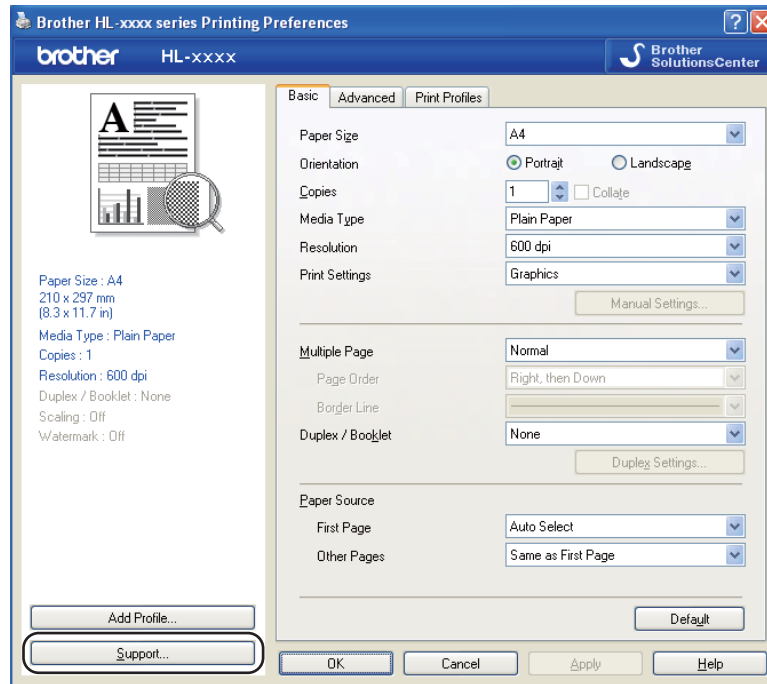 Brother HL-xxxx series Printing Preferences
brother HL-xxxx
Brother
SolutionsCenter
A
Paper Size : A4
210 x 297 mm
(8.3 x 11.7 in)
Media Type : Plain Paper
Copies : 1
Resolution : 600 dpi
Duplex / Booklet : None
Scaling : Off
Watermark : Off
Add Profile...
Support...
Basic Advanced Print Profiles
Paper Size A4
Orientation Portrait Landscape
Copies 1 Collate
Media Type Plain Paper
Resolution 600 dpi
Print Settings Graphics
Manual Settings...
Multiple Page Normal
Page Order Right, then Down
Border Line
Duplex / Booklet None
Duplex Settings...
Paper Source
First Page Auto Select
Other Pages Same as First Page
Default
OK Cancel Apply Help